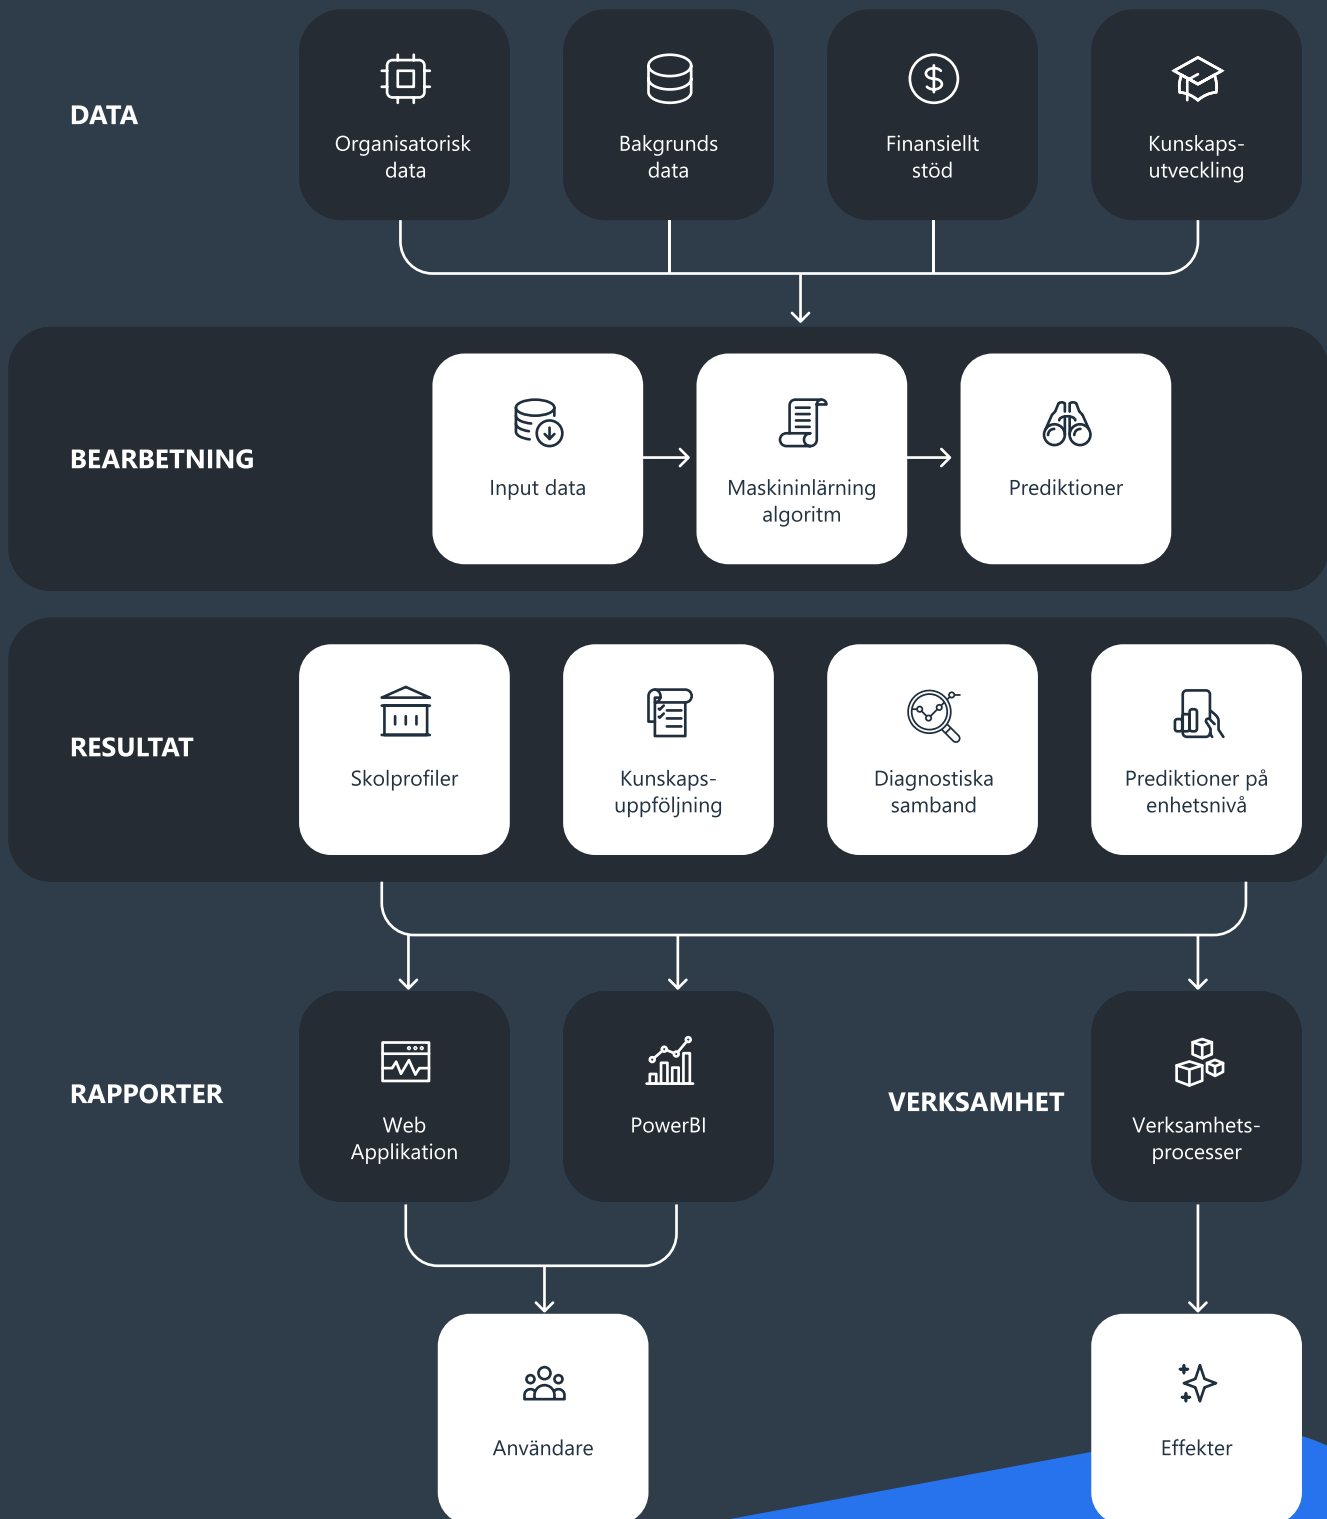 DATA
Organisatorisk
data
Bakgrunds
data
Finansiellt
stöd
Kunskaps-
utveckling
BEARBETNING
Input data
Maskininlärning
algoritm
Prediktioner
RESULTAT
Skolprofiler
Kunskaps-
uppföljning
Diagnostiska
samband
Prediktioner på
enhetsnivå
RAPPORTER
Web
Applikation
PowerBI
VERKSAMHET
Verksamhets-
processer
Användare
Effekter